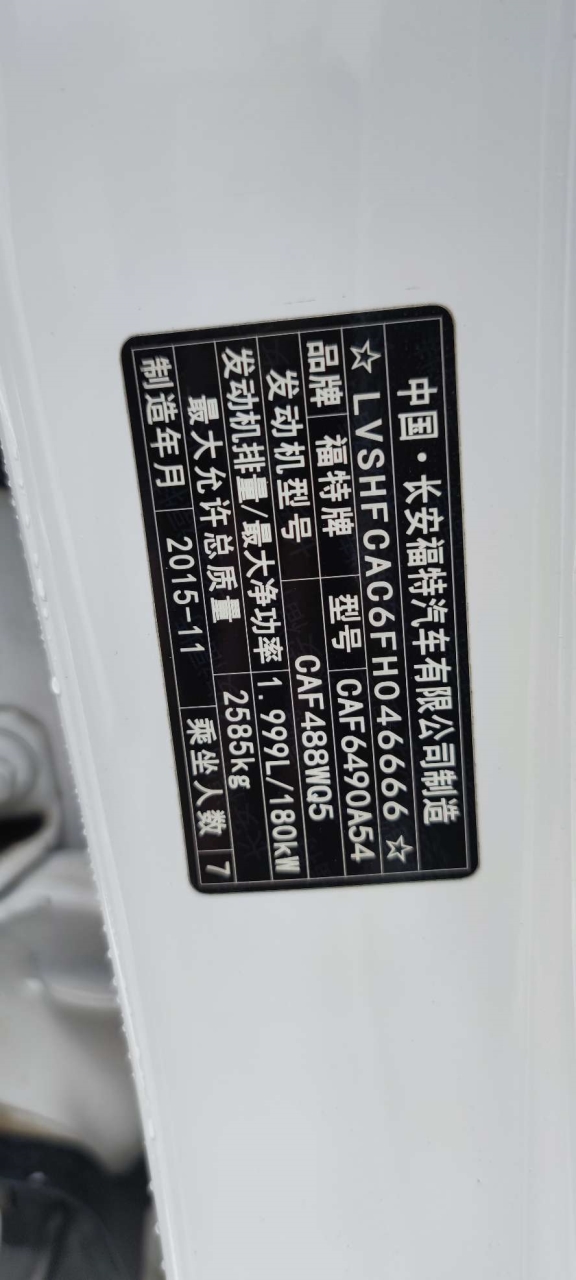 中国·长安福特汽车有限公司制造
☆LVSHFCAC6FH046666☆
品牌 福特牌 型号 CAF6490A54
发动机型号 CAF488WQ5
发动机排量/最大净功率 1.999L/180kW
最大允许总质量 2585kg
制造年月 2015-11 乘坐人数 7